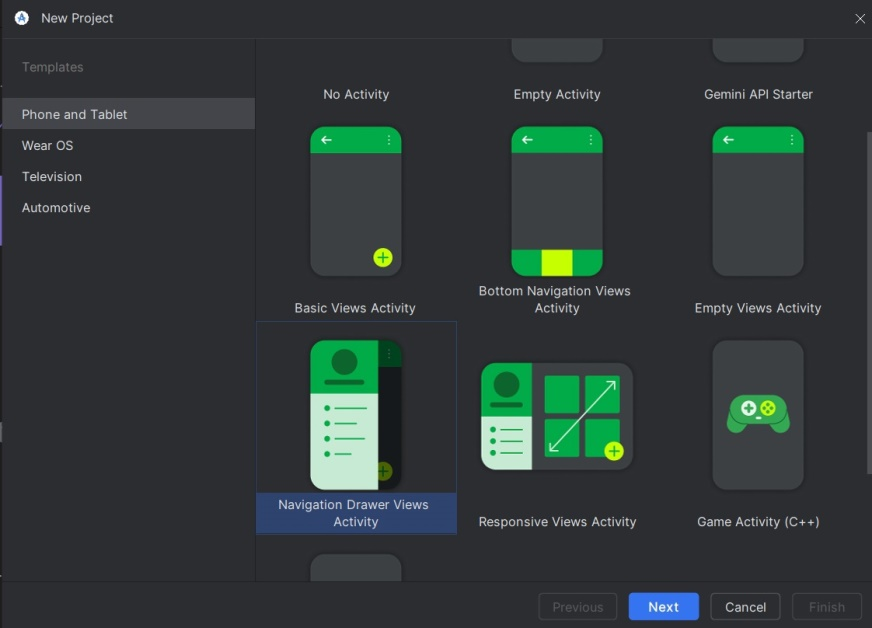 New Project
Templates
Phone and Tablet
Wear OS
Television
Automotive
No Activity
Empty Activity
Gemini API Starter
Basic Views Activity
Bottom Navigation Views
Activity
Empty Views Activity
Navigation Drawer Views
Activity
Responsive Views Activity
Game Activity (C++)
Previous
Next
Cancel
Finish